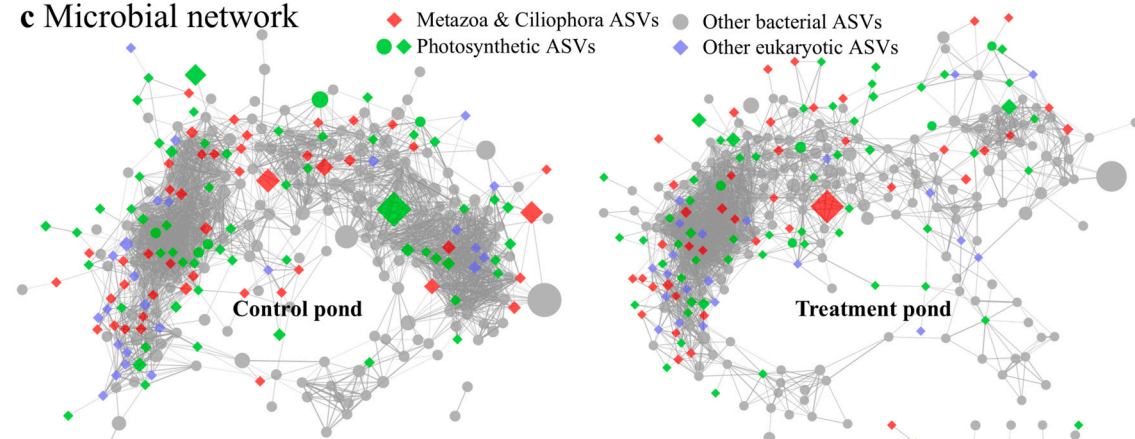 c Microbial network
Metazoa & Ciliophora ASVs
Photosynthetic ASVs
Other bacterial ASVs
Other eukaryotic ASVs
Control pond
Treatment pond